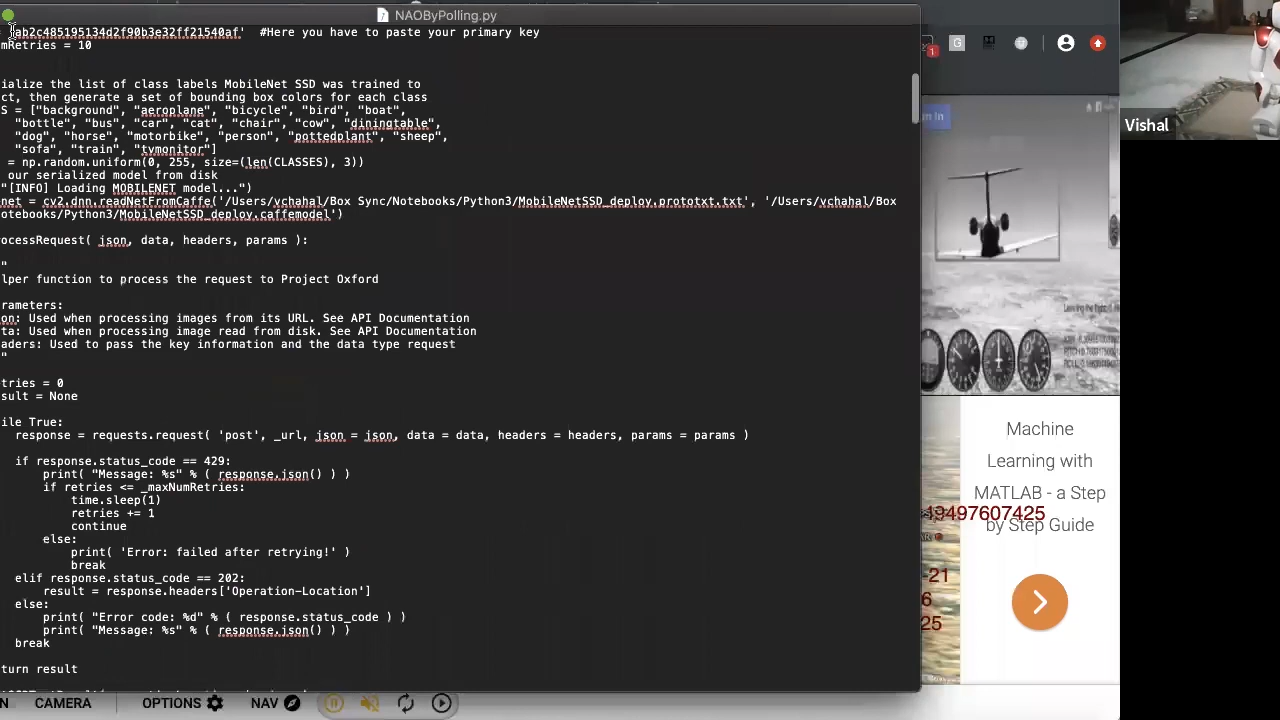 NAOByPolling.py
ab2c485195134d2f90b3e32ff21540af'  #Here you have to paste your primary key
mRetries = 10
ialize the list of class labels MobileNet SSD was trained to
ct, then generate a set of bounding box colors for each class
S = ["background", "aeroplane", "bicycle", "bird", "boat",
"bottle", "bus", "car", "cat", "chair", "cow", "diningtable",
"dog", "horse", "motorbike", "person", "pottedplant", "sheep",
"sofa", "train", "tvmonitor"]
= np.random.uniform(0, 255, size=(len(CLASSES), 3))
our serialized model from disk
"[INFO] Loading MOBILENET model...")
net = cv2.dnn.readNetFromCaffe('/Users/vchahal/Box Sync/Notebooks/Python3/MobileNetSSD_deploy.prototxt.txt', '/Users/vchahal/Box
otebooks/Python3/MobileNetSSD_deploy.caffemodel')
ocessRequest( json, data, headers, params ):
"
lper function to process the request to Project Oxford
rameters:
on: Used when processing images from its URL. See API Documentation
ta: Used when processing image read from disk. See API Documentation
aders: Used to pass the key information and the data type request
"
tries = 0
sult = None
ile True:
response = requests.request( 'post', _url, json = json, data = data, headers = headers, params = params )
if response.status_code == 429:
print( "Message: %s" % ( response.json() ) )
if retries <= _maxNumRetries:
time.sleep(1)
retries += 1
continue
else:
print( 'Error: failed after retrying!' )
break
elif response.status_code == 202:
result = response.headers['Operation-Location']
else:
print( "Error code: %d" % ( response.status_code ) )
print( "Message: %s" % ( response.json() ) )
break
turn result
N CAMERA OPTIONS NAV
1
G
n In
Vishal
Machine
Learning with
MATLAB - a Step
by Step Guide
19497607425
-21
6
25